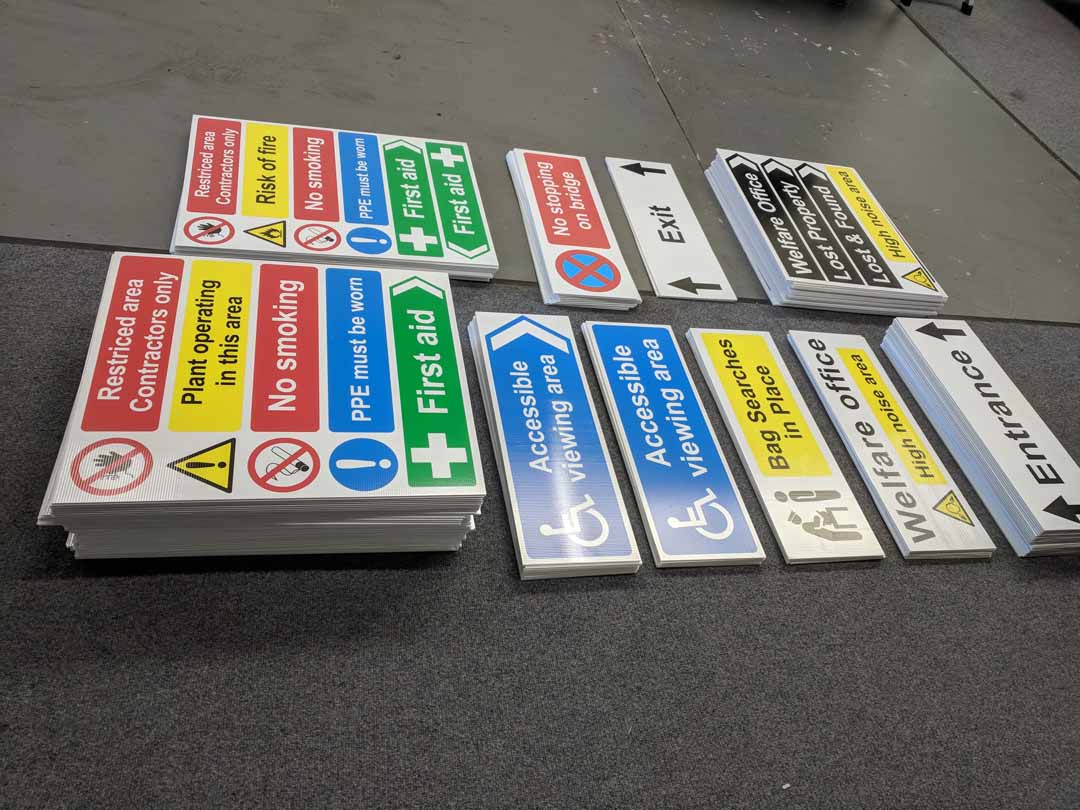 Restriced area
Contractors only
Risk of fire
No smoking
PPE must be worn
First aid
First aid
No stopping
on bridge
Exit
Welfare Office
Welfare Property
Lost Property
Lost & Found
High noise area
Restriced area
Contractors only
Plant operating
in this area
No smoking
PPE must be worn
First aid
Accessible
viewing area
Accessible
viewing area
Bag Searches
in Place
Welfare office
High noise area
Entrance